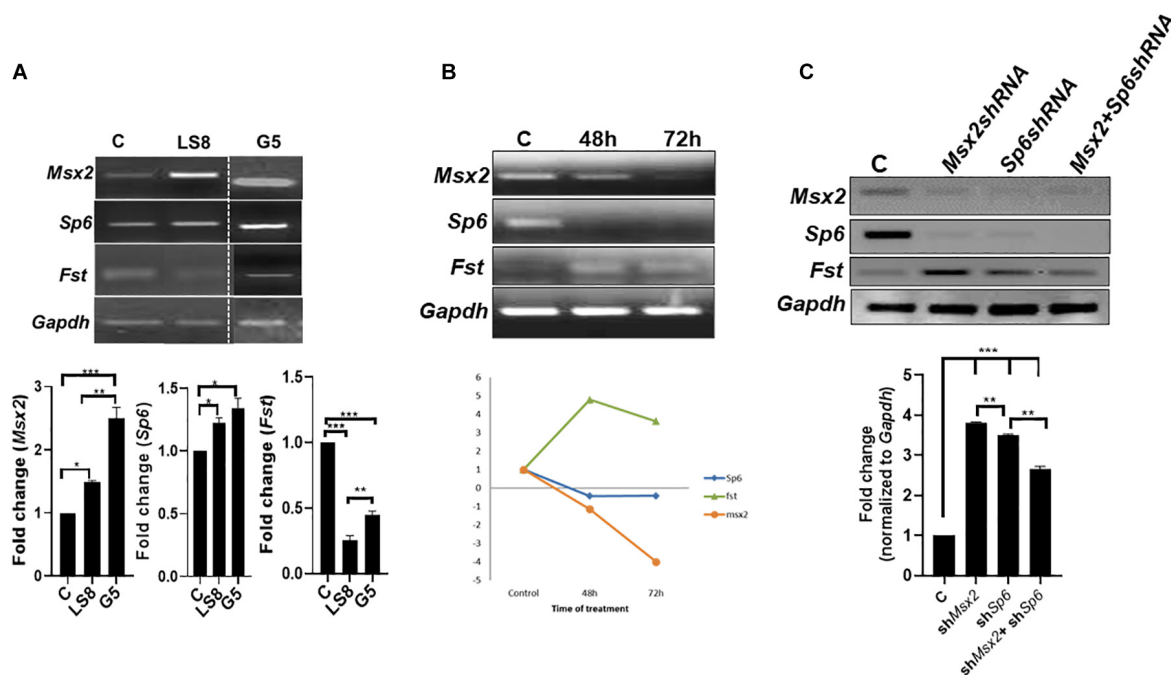 A
C LS8 G5
Msx2
Sp6
Fst
Gapdh
Fold change (Msx2)
3
2
1
0
***
**
*
C
LS8
G5
Fold change (Sp6)
1.5
1.0
0.5
0.0
*
*
C
LS8
G5
Fold change (Fst)
1.5
1.0
0.5
0.0
***
***
**
C
LS8
G5
B
C 48h 72h
Msx2
Sp6
Fst
Gapdh
6
5
4
3
2
1
0
-1
-2
-3
-4
-5
Control 48h 72h
Time of treatment
Sp6
fst
msx2
C
C
Msx2shRNA
Sp6shRNA
Msx2+Sp6shRNA
Msx2
Sp6
Fst
Gapdh
Fold change
(normalized to Gapdh)
5
4
3
2
1
0
***
**
**
C
shMsx2
shSp6
shMsx2+ shSp6